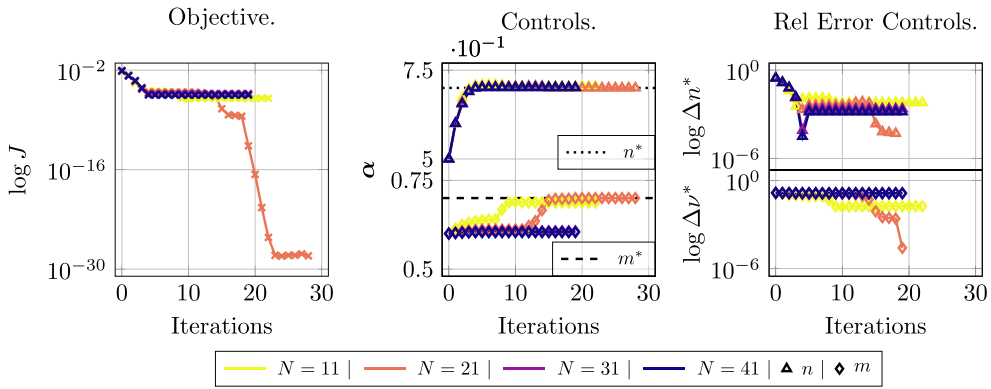 Objective.
10^{-2}
10^{-16}
10^{-30}
log J
0 10 20 30
Iterations
Controls.
·10^{-1}
7.5
5
0.75
0.5
α
n*
m*
0 10 20 30
Iterations
Rel Error Controls.
10^0
10^{-6}
10^0
10^{-6}
log Δn*
log Δν*
0 10 20 30
Iterations
N = 11 | N = 21 | N = 31 | N = 41 | n | m